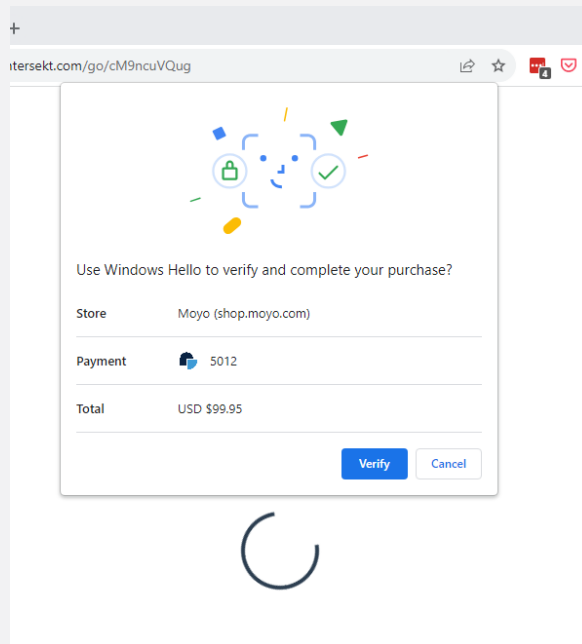 ntersekt.com/go/cM9ncuVQug
4
Use Windows Hello to verify and complete your purchase?
Store Moyo (shop.moyo.com)
Payment 5012
Total USD $99.95
Verify Cancel